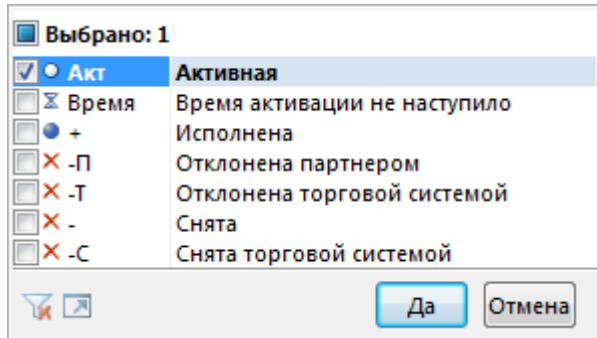 Выбрано: 1
Акт Активная
Время Время активации не наступило
+ Исполнена
-П Отклонена партнером
-Т Отклонена торговой системой
- Снята
-С Снята торговой системой
Да Отмена